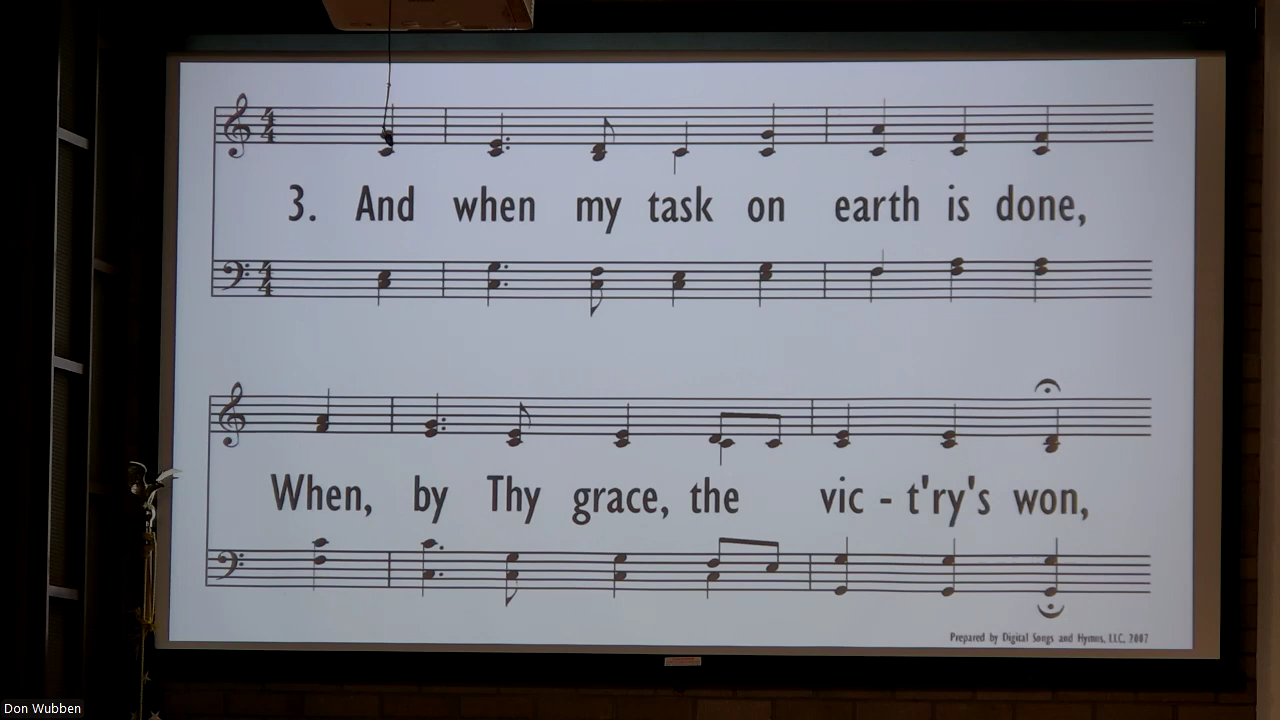 3. And when my task on earth is done,
When, by Thy grace, the vic - t'ry's won,
Prepared by Digital Songs and Hymns, LLC, 2007
Don Wubben